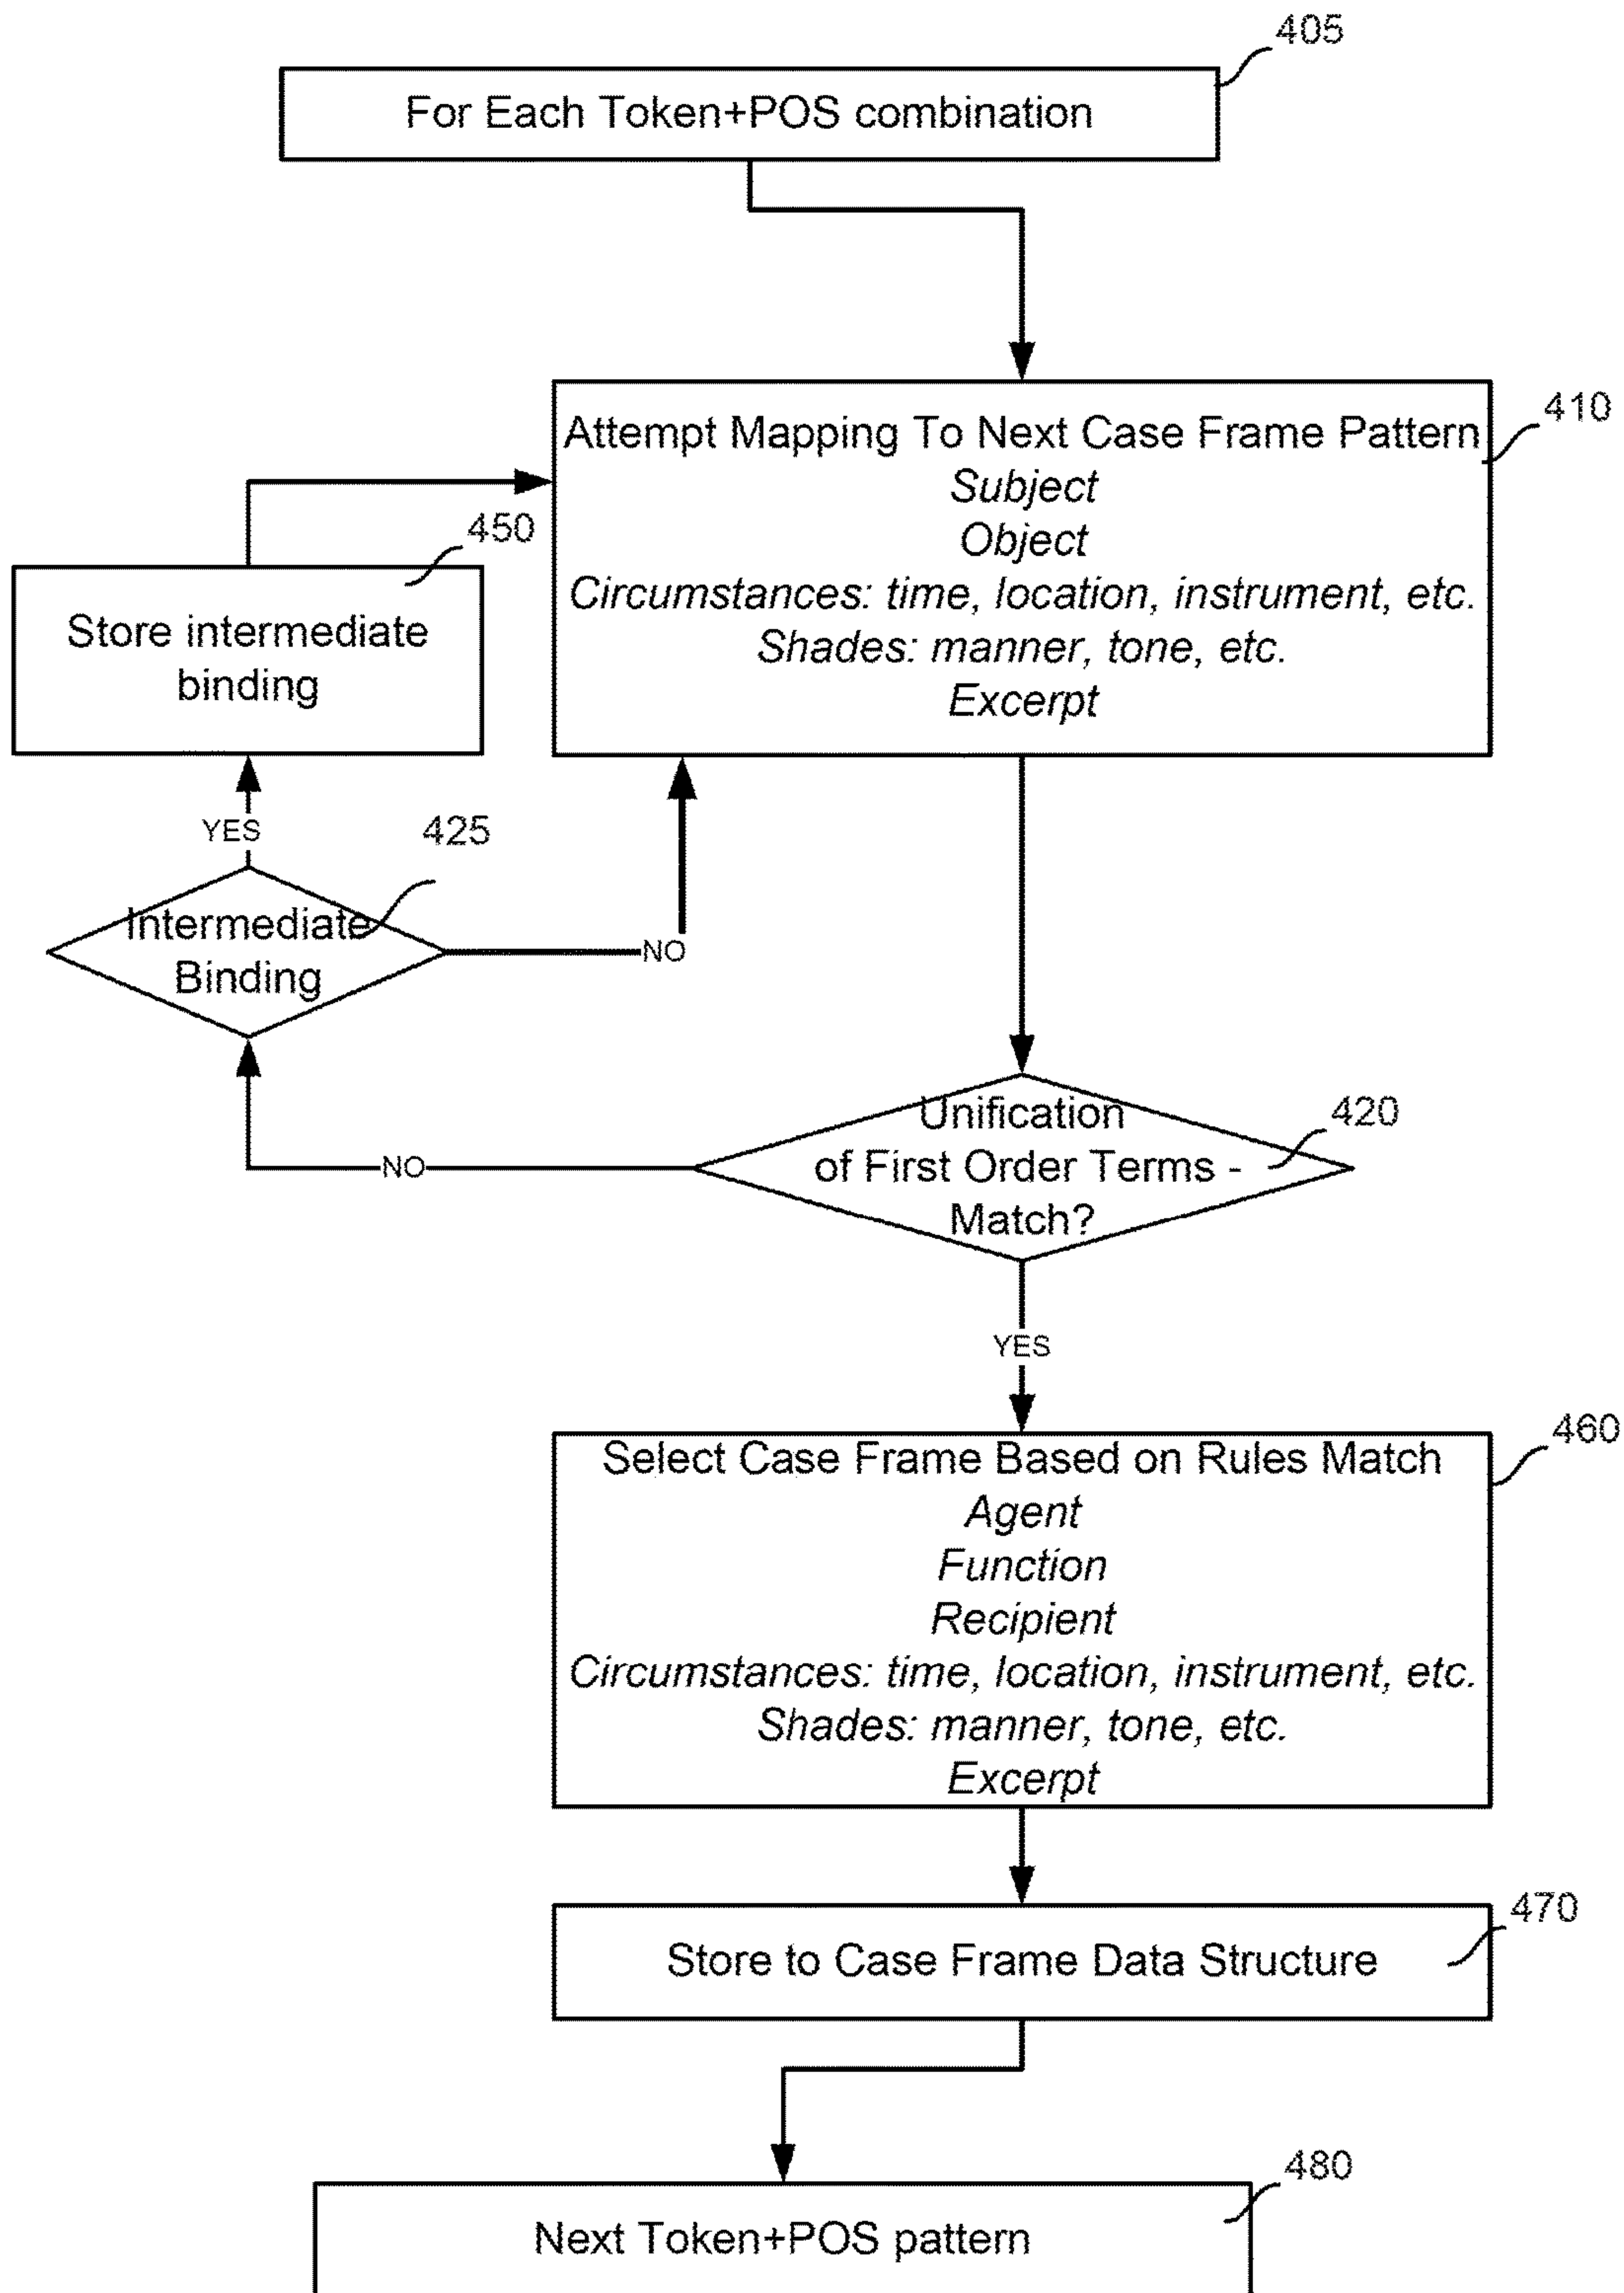 405
For Each Token+POS combination
410
Attempt Mapping To Next Case Frame Pattern
Subject
Object
Circumstances: time, location, instrument, etc.
Shades: manner, tone, etc.
Excerpt
450
Store intermediate
binding
YES
425
Intermediate
Binding
NO
420
Unification
of First Order Terms -
Match?
NO
YES
460
Select Case Frame Based on Rules Match
Agent
Function
Recipient
Circumstances: time, location, instrument, etc.
Shades: manner, tone, etc.
Excerpt
470
Store to Case Frame Data Structure
480
Next Token+POS pattern